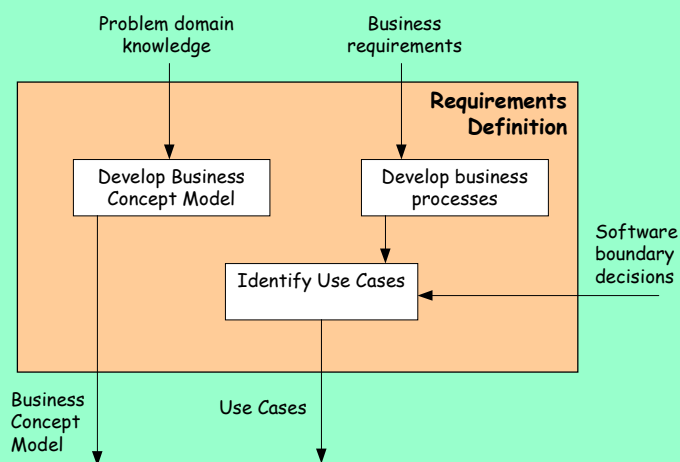 Problem domain
knowledge
Business
requirements
Requirements
Definition
Develop Business
Concept Model
Develop business
processes
Software
boundary
decisions
Identify Use Cases
Business
Concept
Model
Use Cases